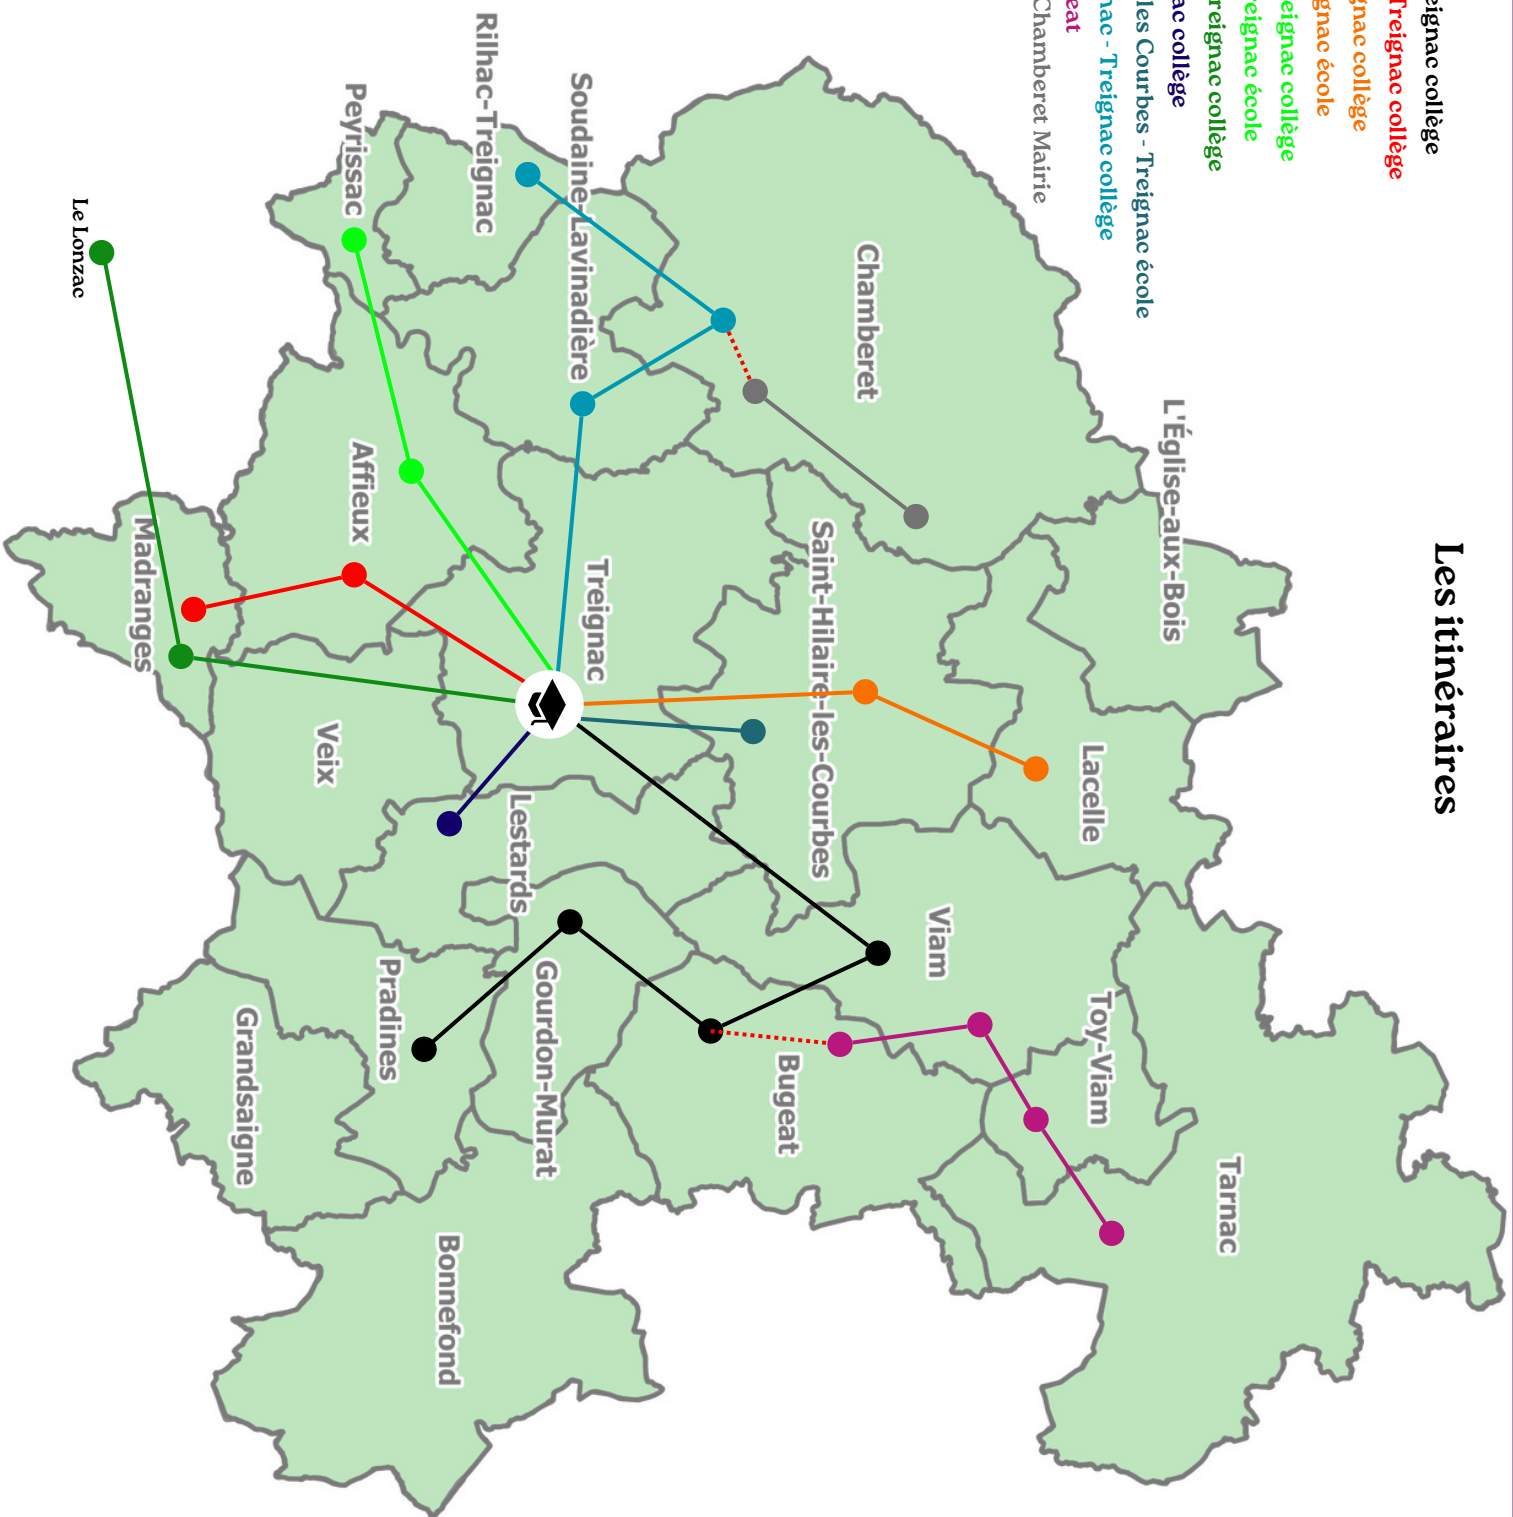 Les itinéraires
eignac collège
Treignac collège
gnac collège
gnac école
eignac collège
eignac école
reignac collège
ac collège
les Courbes - Treignac école
nac - Treignac collège
eat
Chamberet Mairie
Tarnac
L'Église-aux-Bois
Lacelle
Toy-Viam
Viam
Chamberet
Saint-Hilaire-les-Courbes
Bugeat
Treignac
Soudaine-Lavinadière
Gourdon-Murat
Lestards
Rilhac-Treignac
Bonnefond
Pradines
Peyrissac
Affieux
Veix
Grandsaigne
Madranges
Le Lonzac